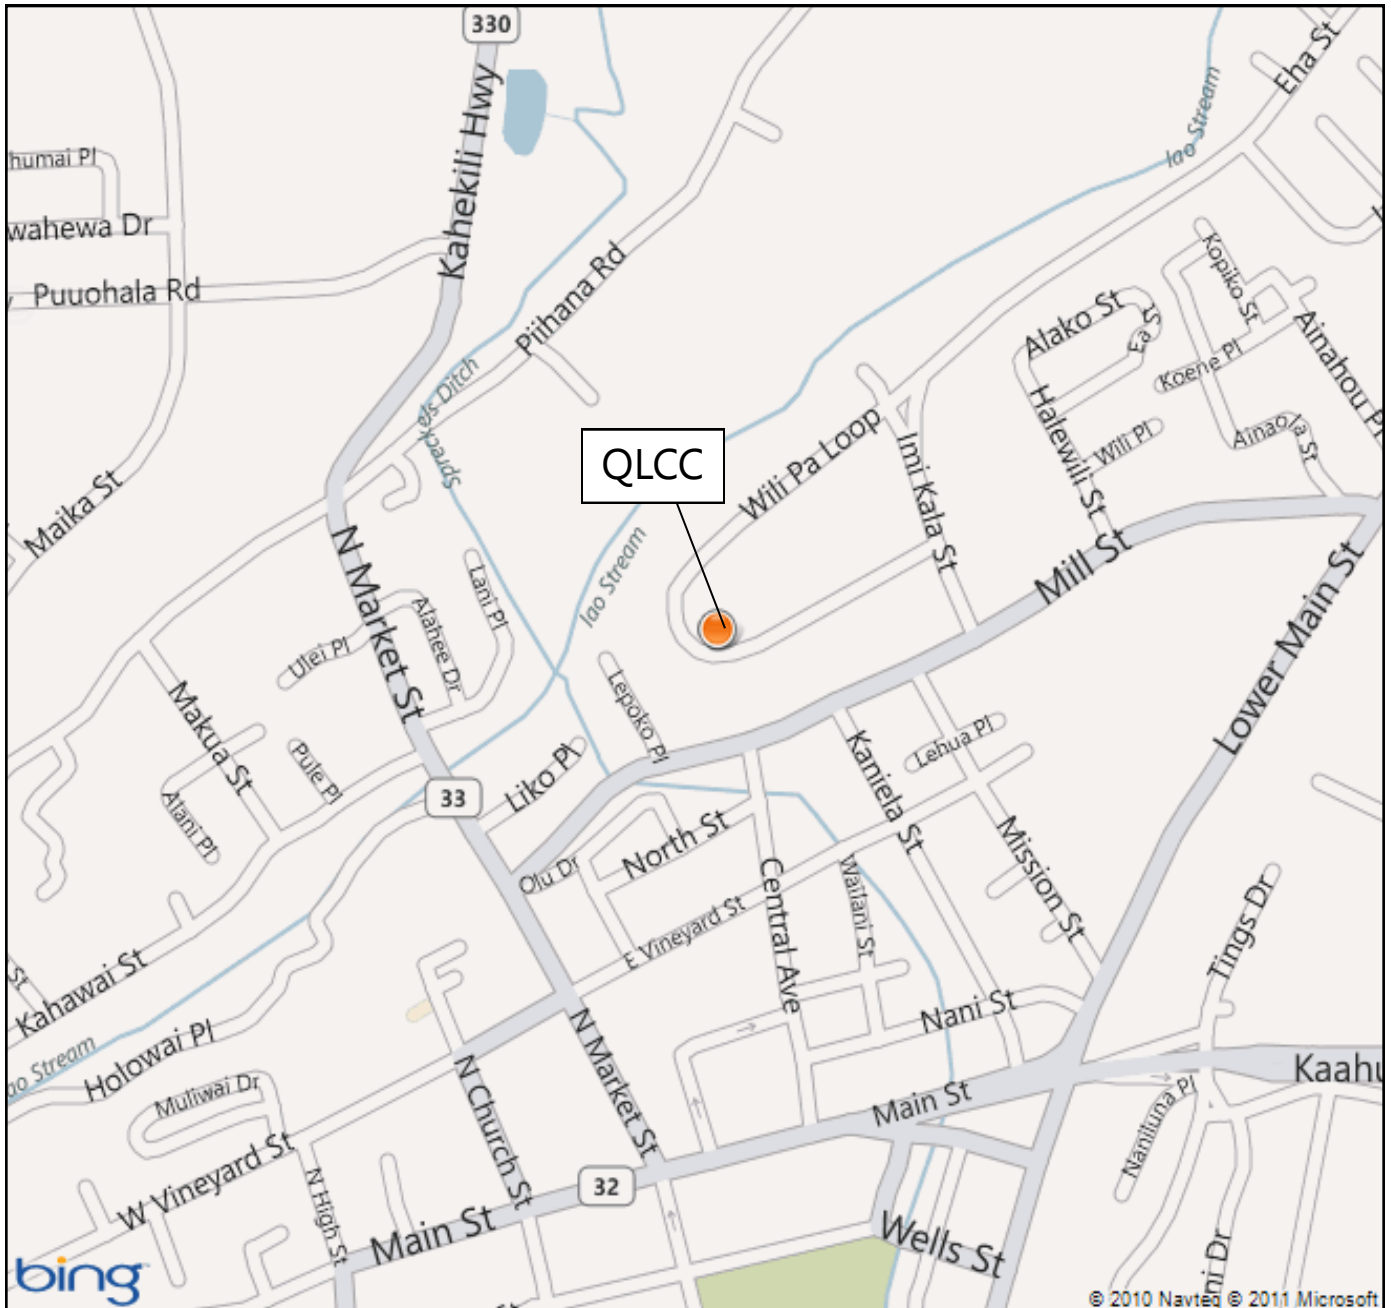 330
Kahekili Hwy
Eha St
Iao Stream
humai Pl
wahewa Dr
Puuohala Rd
Piihana Rd
Kopiko St
Alako St
Ea St
Ainahou Pl
Koene Pl
Spreckels Ditch
Halewili St
Wili Pl
Ainaola St
Wili Pa Loop
Imi Kala St
QLCC
Maika St
N Market St
Iao Stream
Mill St
Lower Main St
Lani Pl
Alahee Dr
Ulei Pl
Makua St
Lepoko Pl
Pule Pl
Alani Pl
33
Liko Pl
Kaniela St
Lehua Pl
Olu Dr
North St
Central Ave
Wailani St
Mission St
E Vineyard St
Tings Dr
St
Kahawai St
Holowai Pl
ao Stream
Muliwai Dr
N Church St
N Market St
Nani St
Main St
Kaahu
Naniluna Pl
W Vineyard St
N High St
32
Main St
Wells St
ni Dr
bing
© 2010 Navteq © 2011 Microsoft